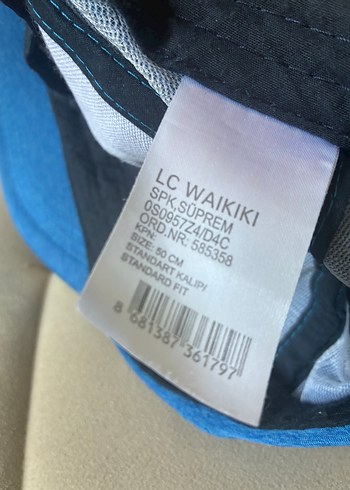 LC WAIKIKI
SPK,SÜPREM
0S0957Z4/D4C
ORD.NR: 585358
KPN:
SIZE: 50 CM
STANDART KALIPI
STANDARD FIT
8 681387 361797